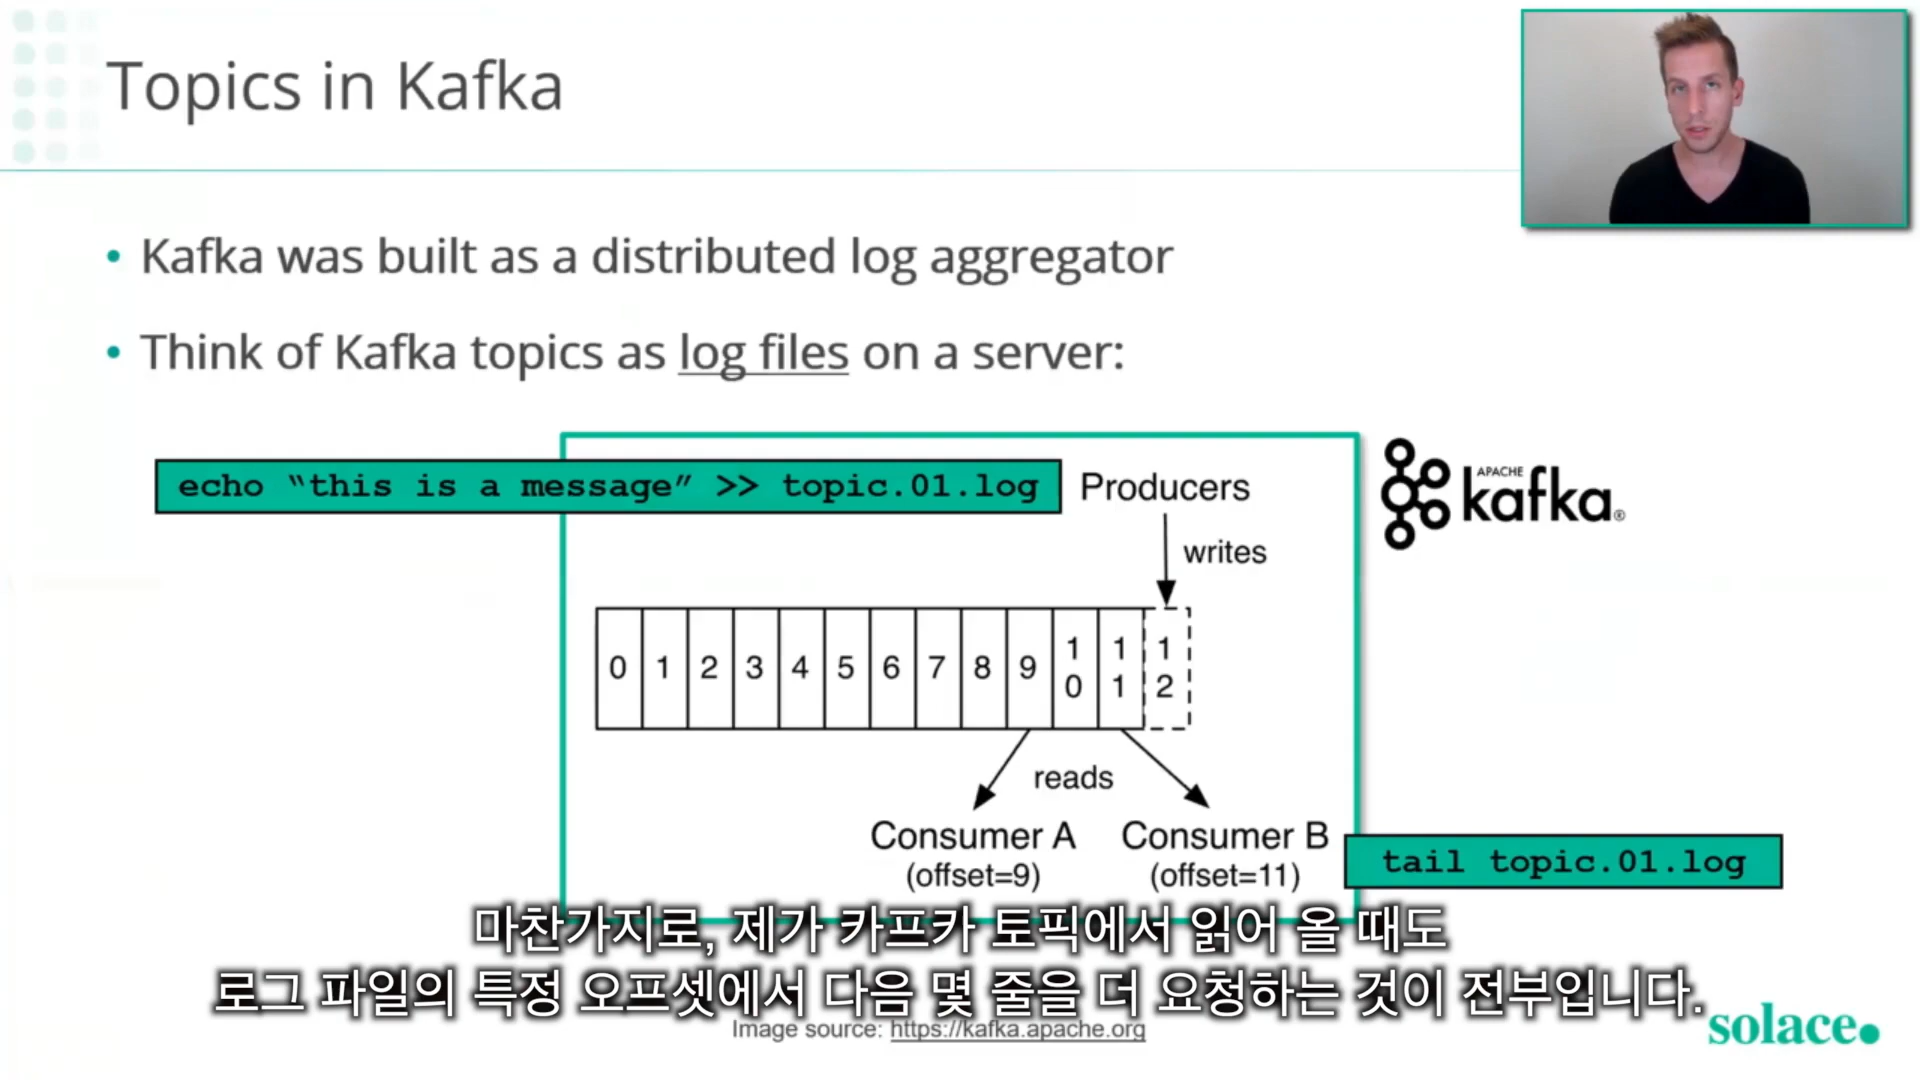 Topics in Kafka
• Kafka was built as a distributed log aggregator
• Think of Kafka topics as log files on a server:
echo “this is a message” >> topic.01.log
Producers
APACHE
kafka®
writes
0 1 2 3 4 5 6 7 8 9 10 11 12
reads
Consumer A
(offset=9)
Consumer B
(offset=11)
tail topic.01.log
마찬가지로, 제가 카프카 토픽에서 읽어 올 때도
로그 파일의 특정 오프셋에서 다음 몇 줄을 더 요청하는 것이 전부입니다.
Image source: https://kafka.apache.org
solace.